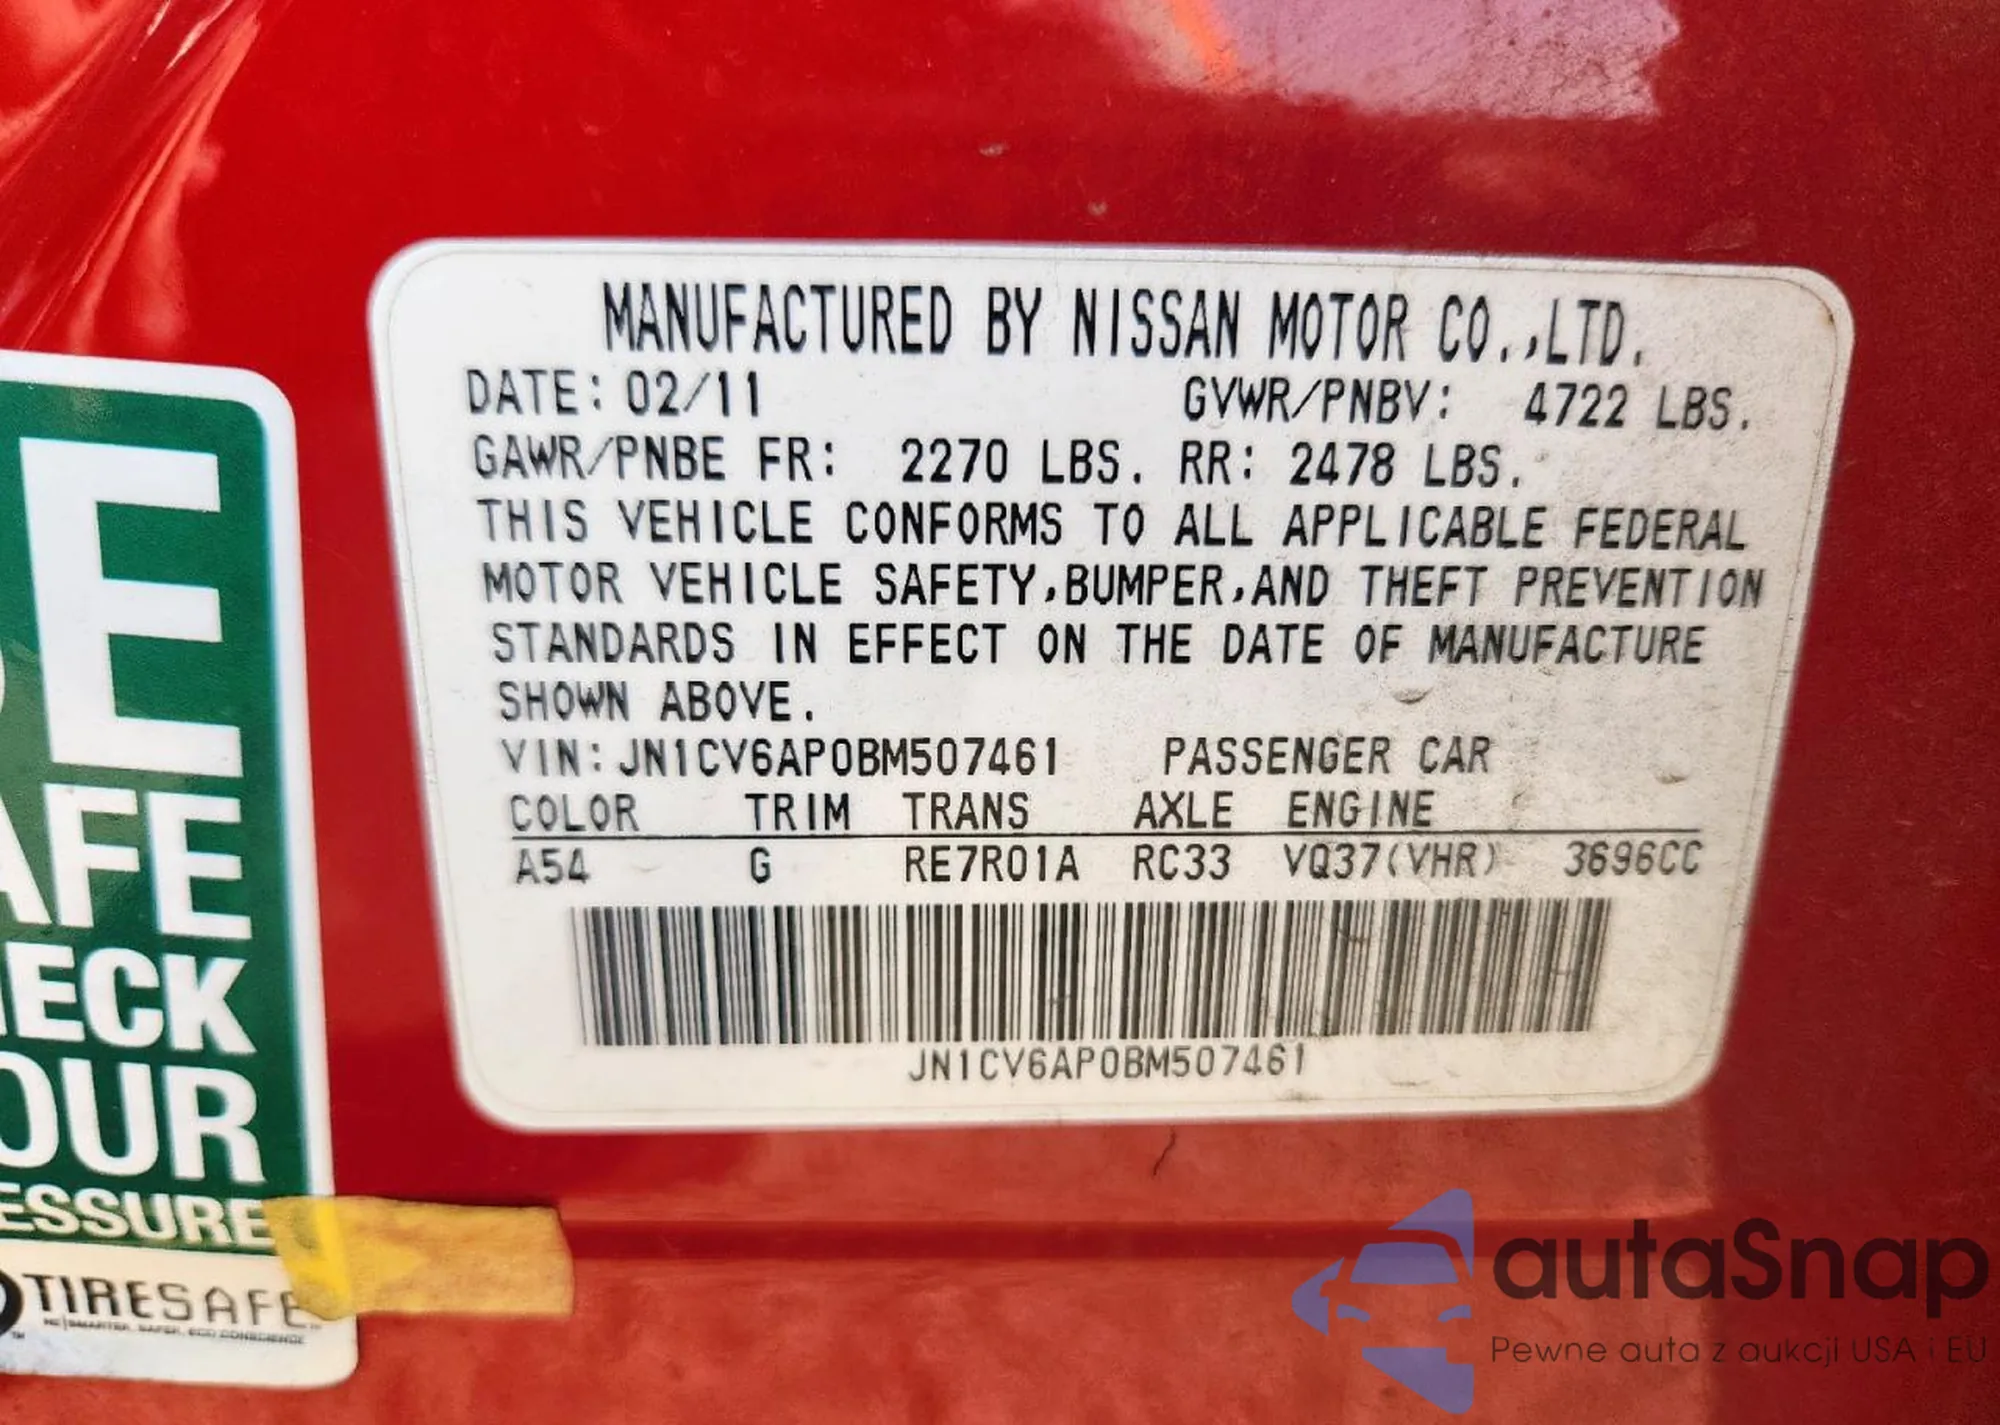 MANUFACTURED BY NISSAN MOTOR CO.,LTD.
DATE: 02/11 GVWR/PNBV: 4722 LBS.
GAWR/PNBE FR: 2270 LBS. RR: 2478 LBS.
THIS VEHICLE CONFORMS TO ALL APPLICABLE FEDERAL
MOTOR VEHICLE SAFETY,BUMPER,AND THEFT PREVENTION
STANDARDS IN EFFECT ON THE DATE OF MANUFACTURE
SHOWN ABOVE.
VIN:JN1CV6AP0BM507461 PASSENGER CAR
COLOR TRIM TRANS AXLE ENGINE
A54 G RE7R01A RC33 VQ37(VHR) 3696CC
JN1CV6AP0BM507461
E
AFE
HECK
OUR
ESSURE
TIRESAFE
autaSnap
Pewne auta z aukcji USA i EU